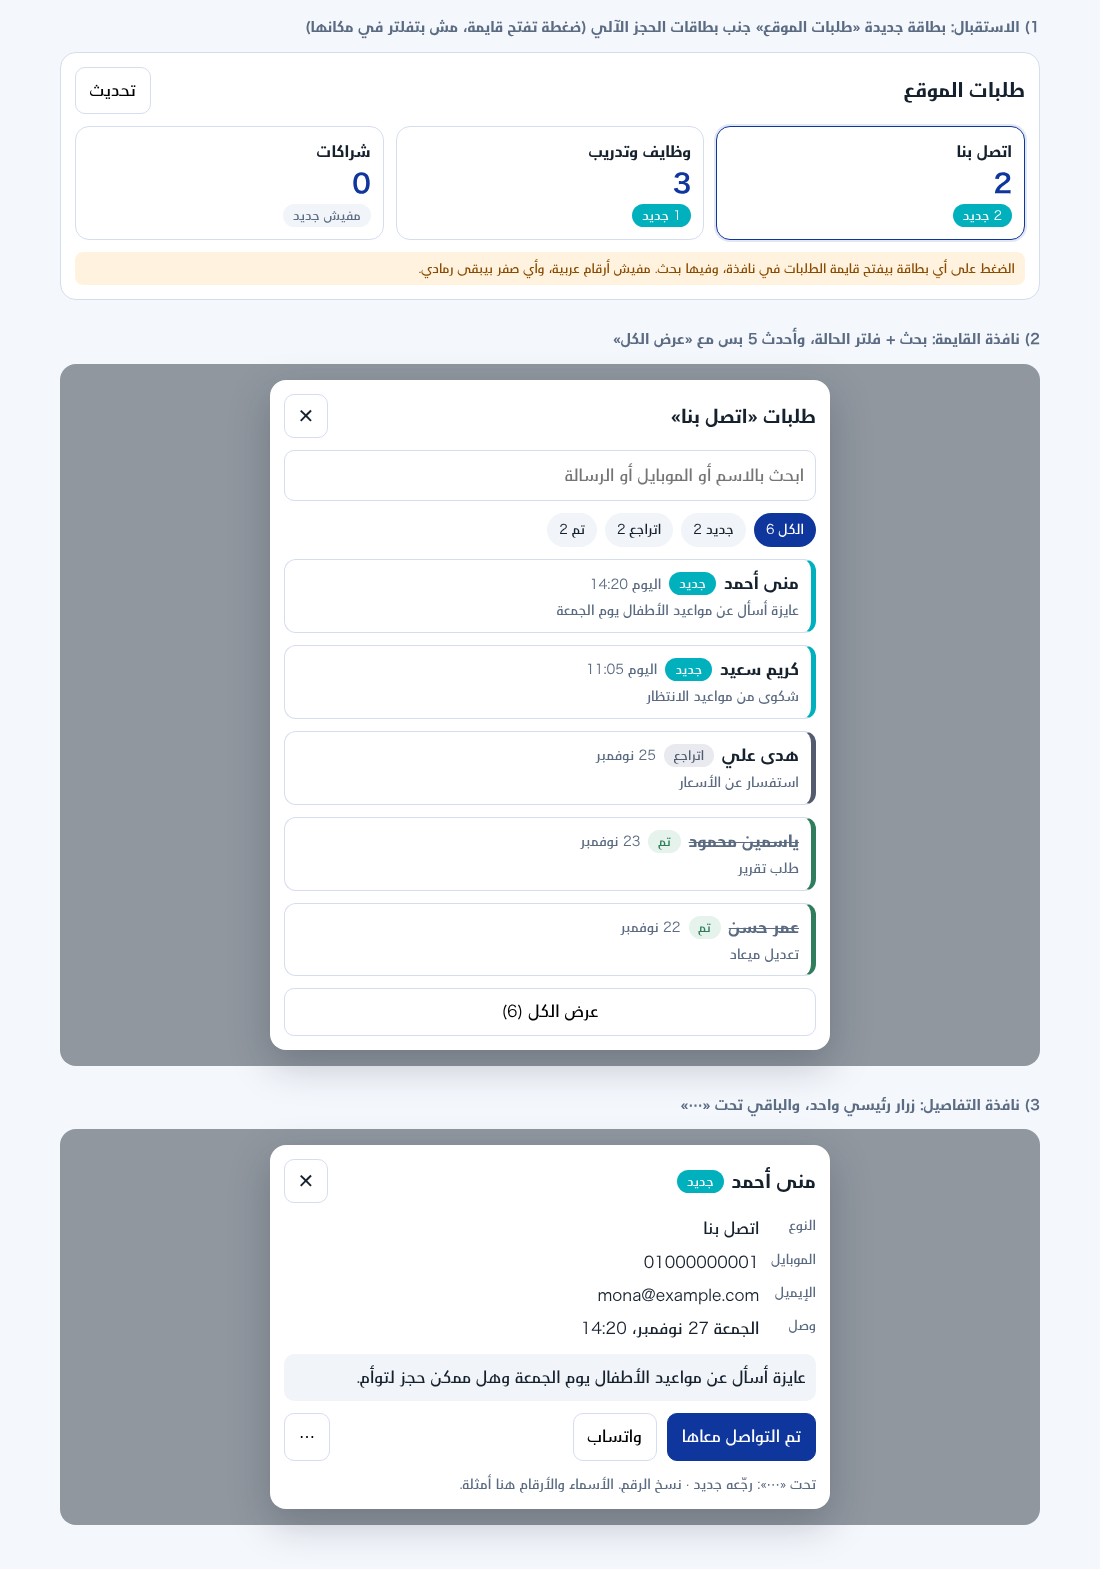 1) الاستقبال: بطاقة جديدة «طلبات الموقع» جنب بطاقات الحجز الآلي (ضغطة تفتح قايمة، مش بتفلتر في مكانها)
طلبات الموقع
تحديث
اتصل بنا
2
2 جديد
وظايف وتدريب
3
1 جديد
شراكات
0
مفيش جديد
الضغط على أي بطاقة بيفتح قايمة الطلبات في نافذة، وفيها بحث. مفيش أرقام عربية، وأي صفر بيبقى رمادي.
2) نافذة القايمة: بحث + فلتر الحالة، وأحدث 5 بس مع «عرض الكل»
طلبات «اتصل بنا»
✕
ابحث بالاسم أو الموبايل أو الرسالة
الكل 6
جديد 2
اتراجع 2
تم 2
منى أحمد جديد اليوم 14:20
عايزة أسأل عن مواعيد الأطفال يوم الجمعة
كريم سعيد جديد اليوم 11:05
شكوى من مواعيد الانتظار
هدى علي اتراجع 25 نوفمبر
استفسار عن الأسعار
ياسمين محمود تم 23 نوفمبر
طلب تقرير
عمر حسن تم 22 نوفمبر
تعديل ميعاد
عرض الكل (6)
3) نافذة التفاصيل: زرار رئيسي واحد، والباقي تحت «⋯»
منى أحمد جديد
✕
النوع اتصل بنا
الموبايل 01000000001
الإيميل mona@example.com
وصل الجمعة 27 نوفمبر، 14:20
عايزة أسأل عن مواعيد الأطفال يوم الجمعة وهل ممكن حجز لتوأم.
تم التواصل معاها
واتساب
⋯
تحت «⋯»: رجّعه جديد · نسخ الرقم. الأسماء والأرقام هنا أمثلة.